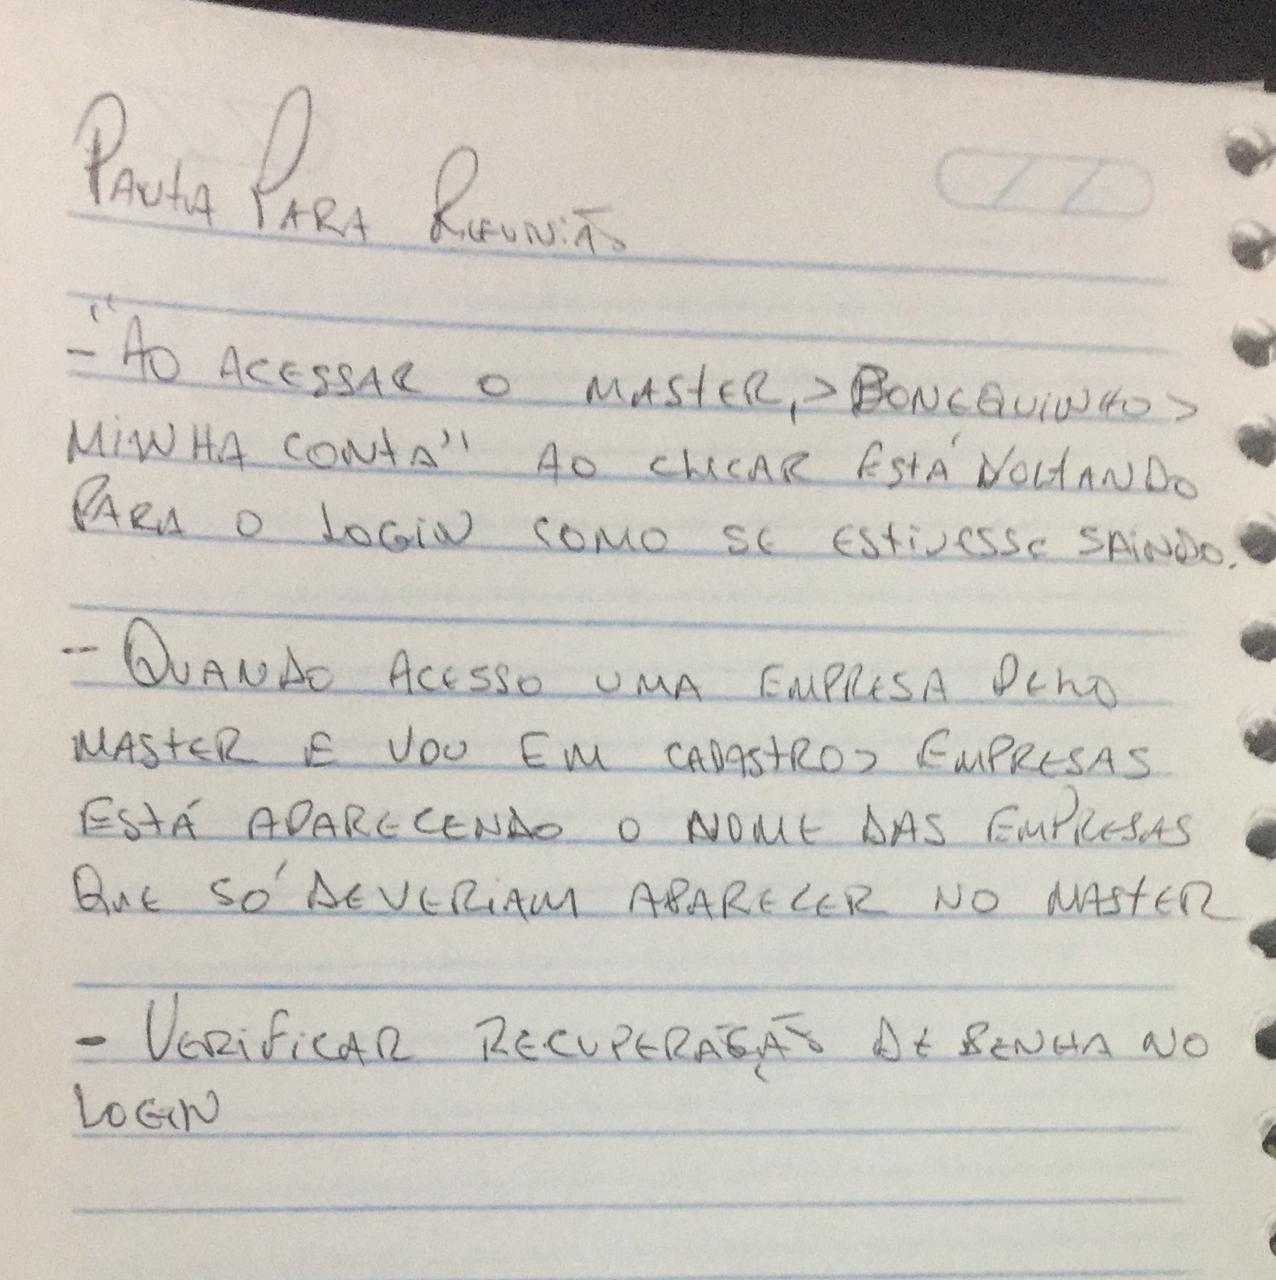 Pauta Para Reunião
- "Ao acessar o master, > Bonequinho >
minha conta" ao clicar está voltando
para o login como se estivesse saindo.
- Quando acesso uma empresa pelo
master e vou em cadastro > Empresas
está aparecendo o nome das empresas
que só deveriam aparecer no master
- Verificar recuperação de senha no
login